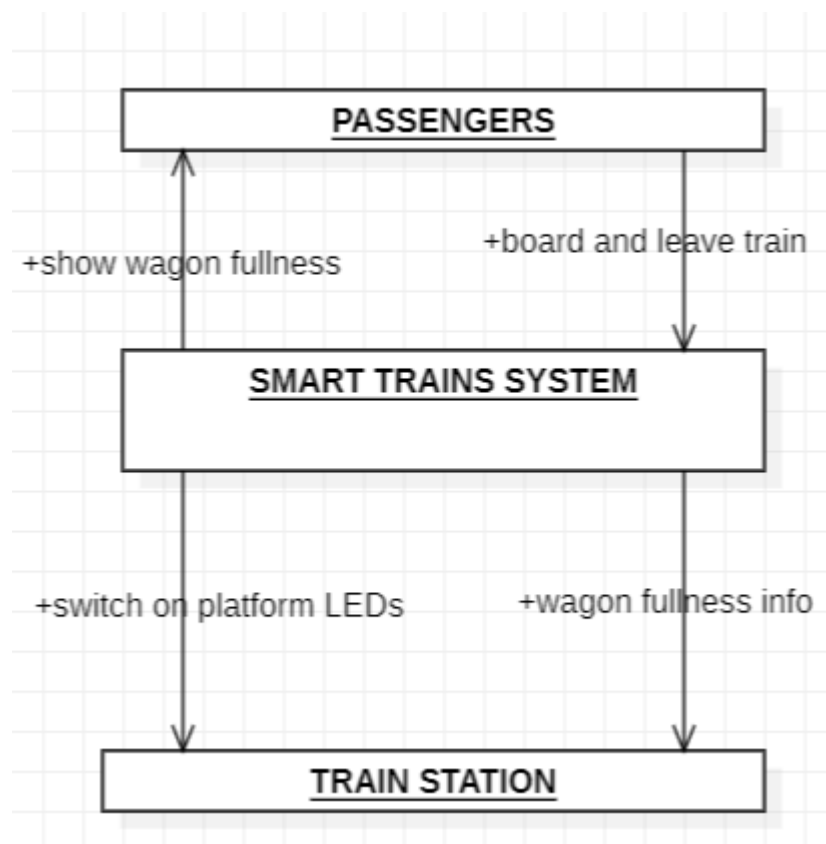 PASSENGERS
+board and leave train
+show wagon fullness
SMART TRAINS SYSTEM
+switch on platform LEDs
+wagon fullness info
TRAIN STATION